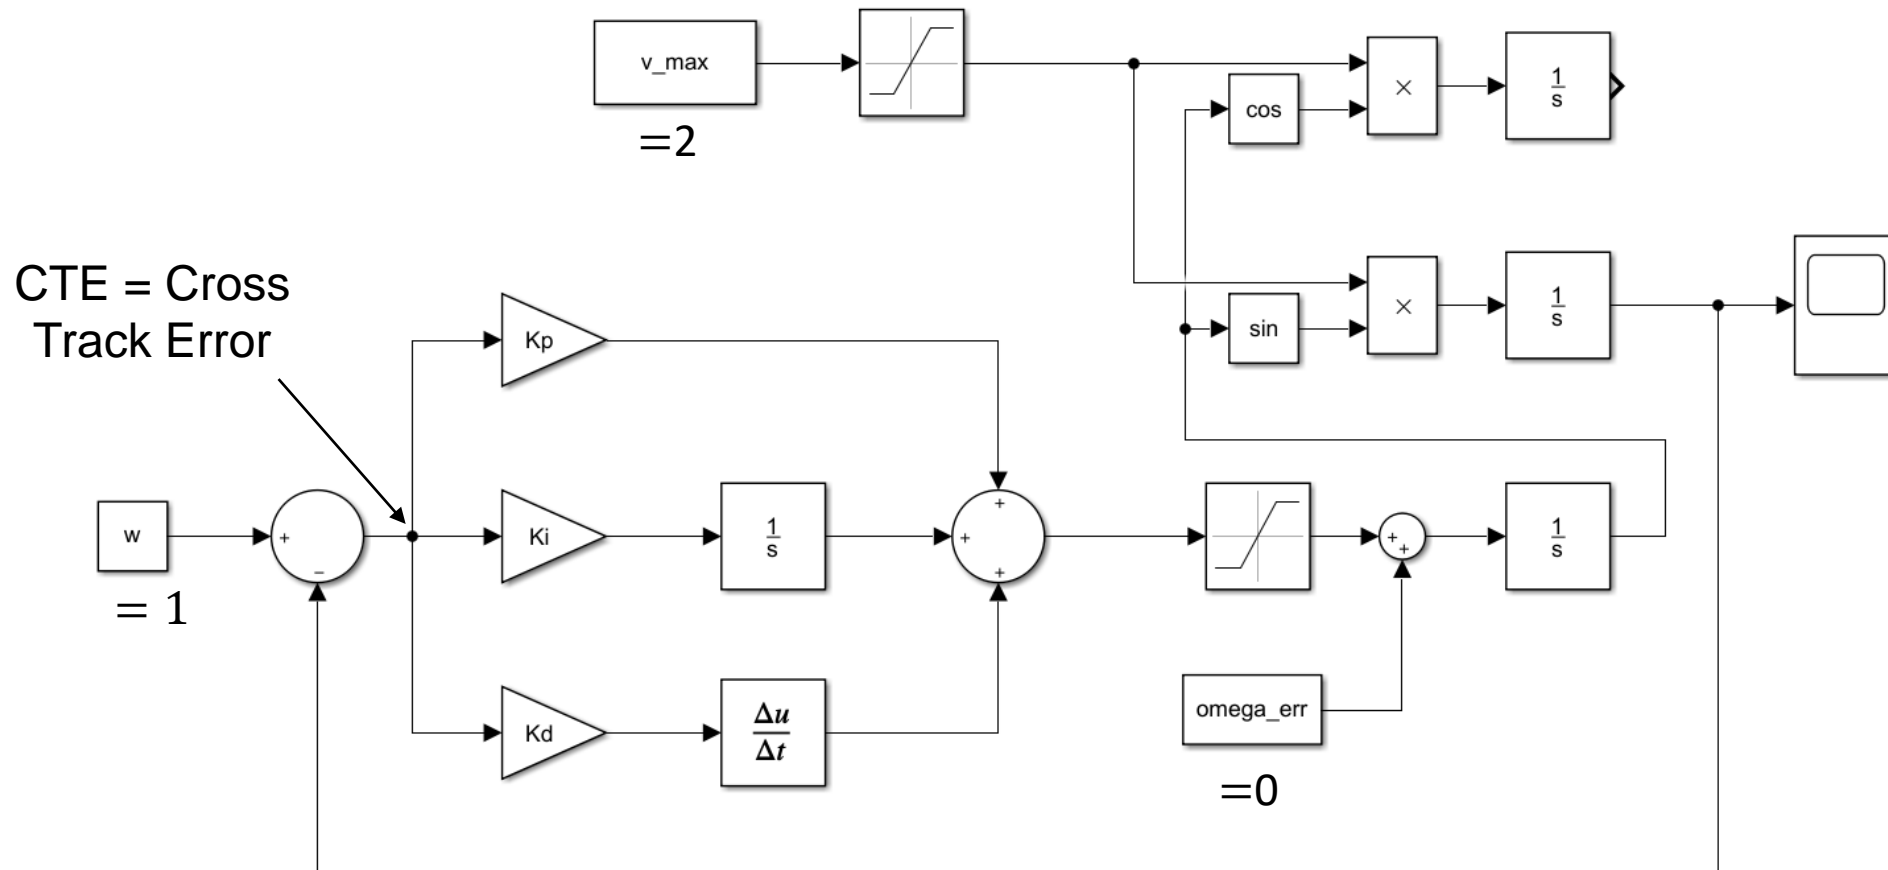 v_max
=2
cos
×
1
s
CTE = Cross
Track Error
sin
×
1
s
Kp
w
= 1
+
−
Ki
1
s
+
+
+
+
+
1
s
Kd
Δu
Δt
omega_err
=0